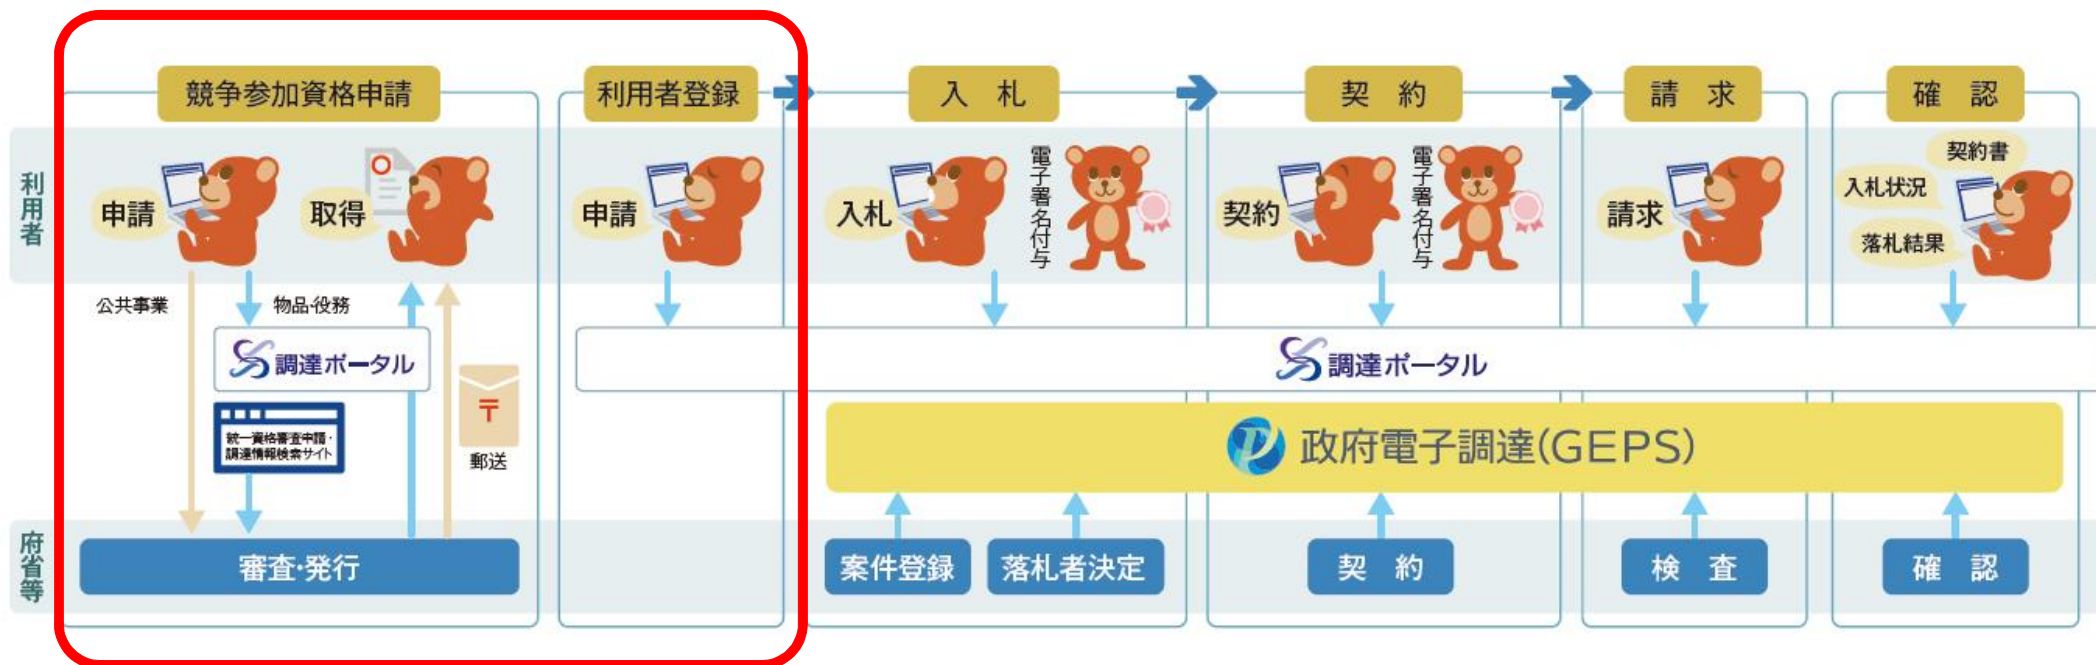 競争参加資格申請
利用者登録
入 札
契 約
請 求
確 認
利用者
申請
取得
申請
入札
電子署名付与
契約
電子署名付与
請求
契約書
入札状況
落札結果
公共事業
物品・役務
調達ポータル
統一資格審査申請・
調達情報検索サイト
〒
郵送
調達ポータル
政府電子調達(GEPS)
府省等
審査・発行
案件登録
落札者決定
契 約
検 査
確 認